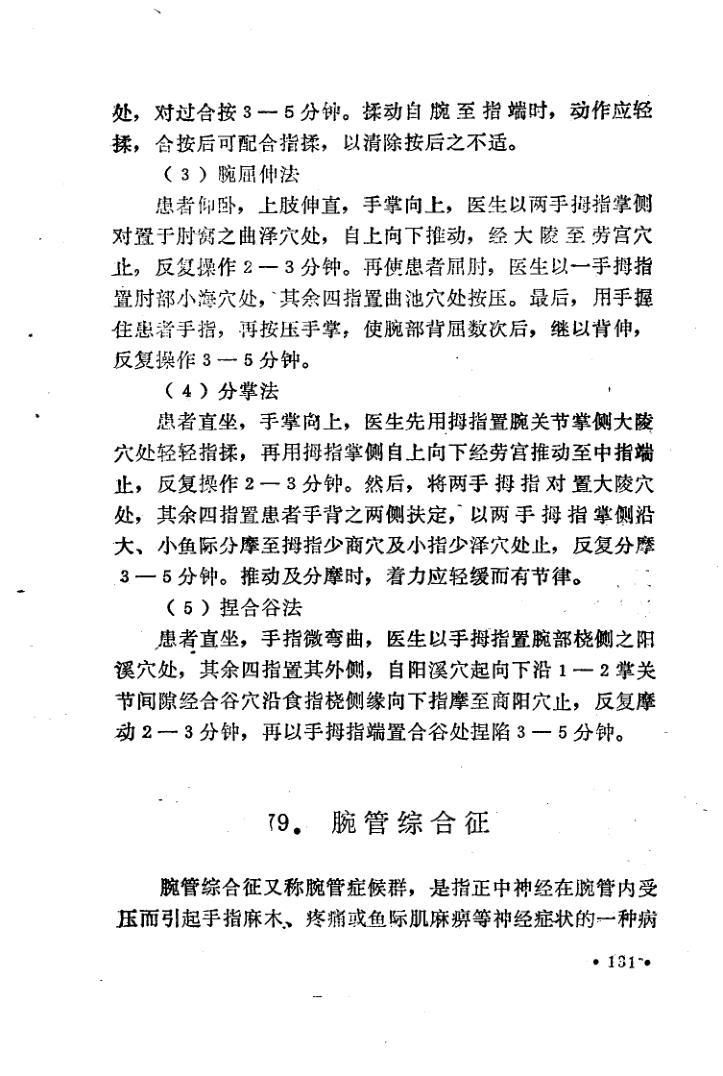 处，对过合按3—5分钟。揉动自腕至指端时，动作应轻
揉，合按后可配合指揉，以清除按后之不适。
（3）腕屈伸法
患者仰卧，上肢伸直，手掌向上，医生以两手拇指掌侧
对置于肘窝之曲泽穴处，自上向下推动，经大陵至劳宫穴
止，反复操作2—3分钟。再使患者屈肘，医生以一手拇指
置肘部小海穴处，其余四指置曲池穴处按压。最后，用手握
住患者手指，再按压手掌，使腕部背屈数次后，继以背伸，
反复操作3—5分钟。
（4）分掌法
患者直坐，手掌向上，医生先用拇指置腕关节掌侧大陵
穴处轻轻指揉，再用拇指掌侧自上向下经劳宫推动至中指端
止，反复操作2—3分钟。然后，将两手拇指对置大陵穴
处，其余四指置患者手背之两侧扶定，以两手拇指掌侧沿
大、小鱼际分摩至拇指少商穴及小指少泽穴处止，反复分摩
3—5分钟。推动及分摩时，着力应轻缓而有节律。
（5）捏合谷法
患者直坐，手指微弯曲，医生以手拇指置腕部桡侧之阳
溪穴处，其余四指置其外侧，自阳溪穴起向下沿1—2掌关
节间隙经合谷穴沿食指桡侧缘向下指摩至商阳穴止，反复摩
动2—3分钟，再以手拇指端置合谷处捏陷3—5分钟。
79．腕管综合征
腕管综合征又称腕管症候群，是指正中神经在腕管内受
压而引起手指麻木、疼痛或鱼际肌麻痹等神经症状的一种病
•131•